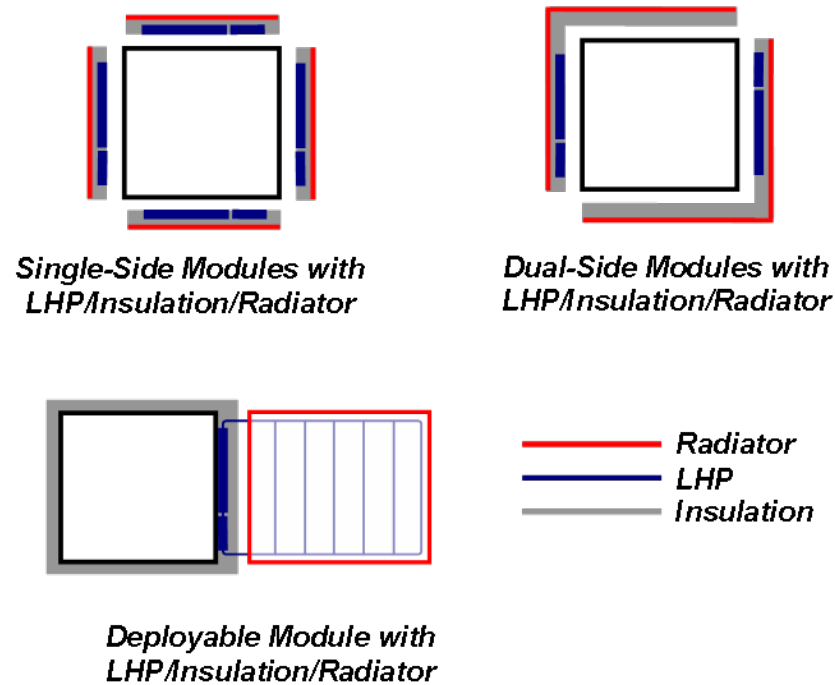 Single-Side Modules with
LHP/Insulation/Radiator
Dual-Side Modules with
LHP/Insulation/Radiator
Radiator
LHP
Insulation
Deployable Module with
LHP/Insulation/Radiator